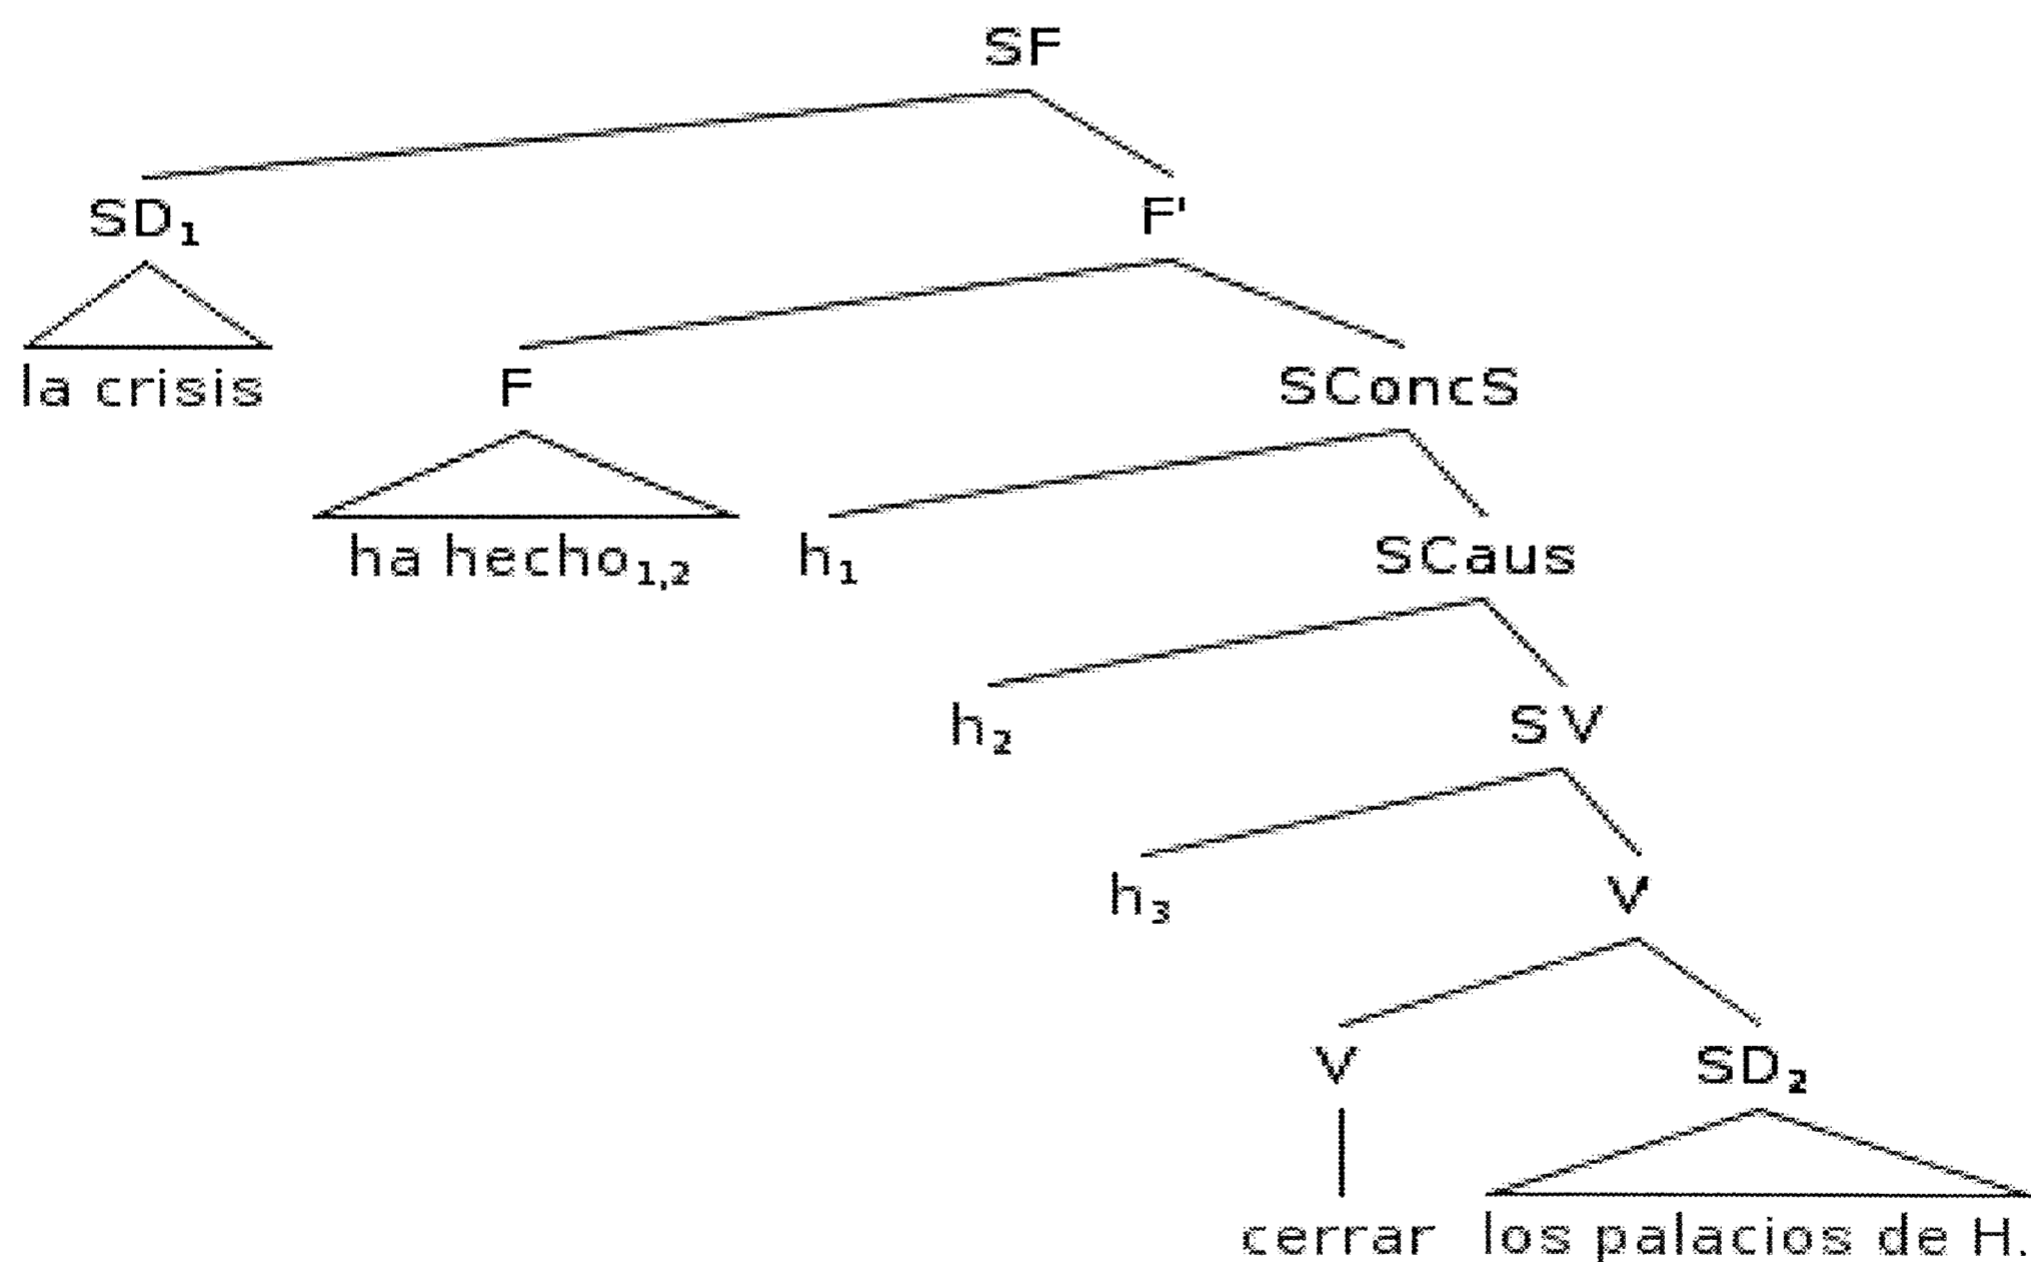 SF
SD₁ F'
la crisis F SConcS
ha hecho₁,₂ h₁ SCaus
h₂ SV
h₃ V'
V SD₂
cerrar los palacios de H.